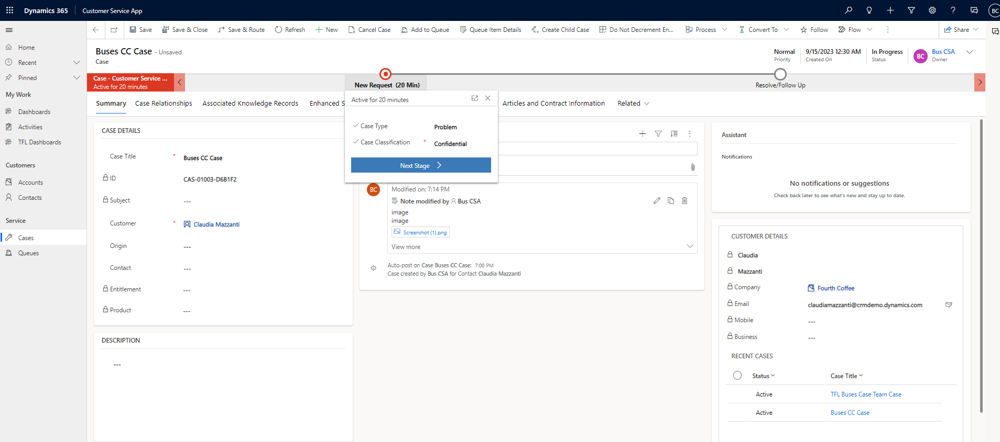 Dynamics 365
Customer Service App
BC
Save
Save & Close
Save & Route
Refresh
New
Cancel Case
Add to Queue
Queue Item Details
Create Child Case
Do Not Decrement En...
Process
Convert To
Follow
Flow
Share
Home
Recent
Pinned
My Work
Dashboards
Activities
TFL Dashboards
Customers
Accounts
Contacts
Service
Cases
Queues
Buses CC Case - Unsaved
Case
Normal
Priority
9/15/2023 12:30 AM
Created On
In Progress
Status
BC
Bus CSA
Owner
Case - Customer Service ...
Active for 20 minutes
New Request (20 Min)
Resolve/Follow Up
Summary
Case Relationships
Associated Knowledge Records
Enhanced S
Articles and Contract Information
Related
Active for 20 minutes
Case Type
Problem
Case Classification * Confidential
Next Stage
CASE DETAILS
Case Title * Buses CC Case
ID CAS-01003-D6B1F2
Subject ---
Customer * Claudia Mazzanti
Origin ---
Contact ---
Entitlement ---
Product ---
DESCRIPTION
---
BC
Modified on: 7:14 PM
Note modified by Bus CSA
image
image
Screenshot (1).png
View more
Auto-post on Case Buses CC Case: 7:00 PM
Case created by Bus CSA for Contact Claudia Mazzanti
Assistant
Notifications
No notifications or suggestions
Check back later to see what's new and stay up to date.
CUSTOMER DETAILS
Claudia
Mazzanti
Company Fourth Coffee
Email claudiamazzanti@crmdemo.dynamics.com
Mobile ---
Business ---
RECENT CASES
Status Case Title
Active TFL Buses Case Team Case
Active Buses CC Case